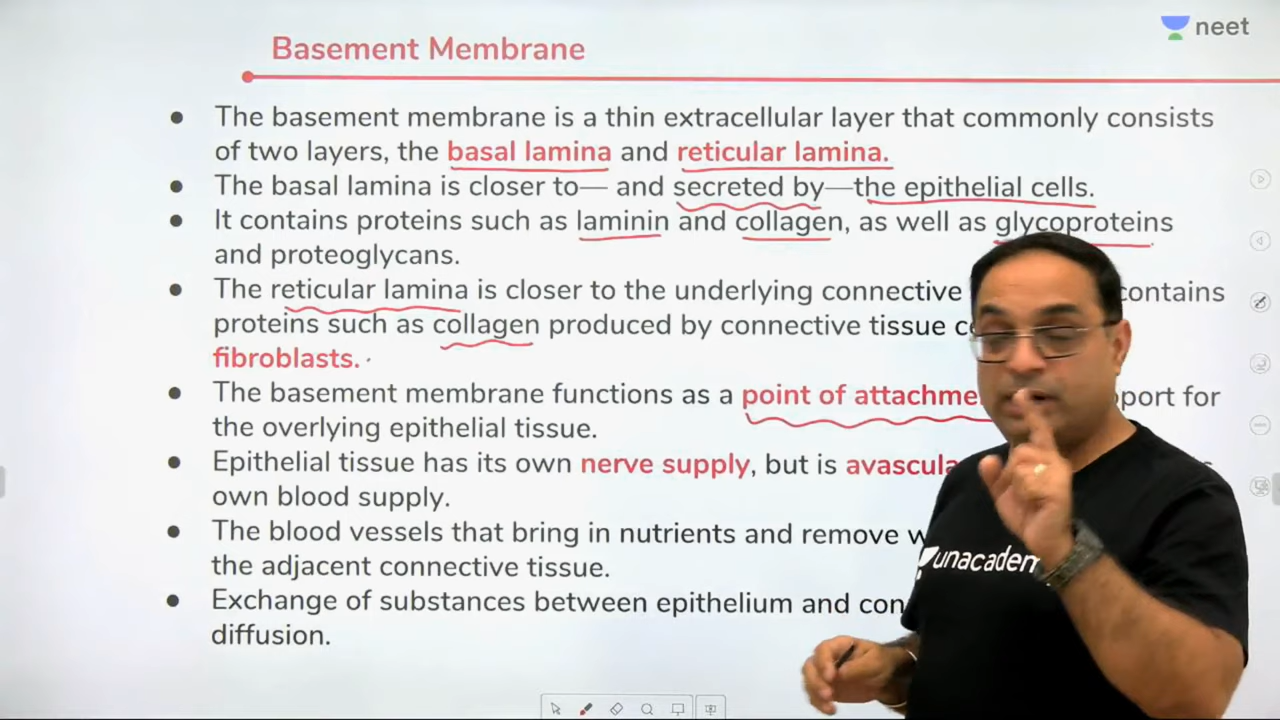 neet
Basement Membrane
● The basement membrane is a thin extracellular layer that commonly consists
of two layers, the basal lamina and reticular lamina.
● The basal lamina is closer to— and secreted by—the epithelial cells.
● It contains proteins such as laminin and collagen, as well as glycoproteins
and proteoglycans.
● The reticular lamina is closer to the underlying connective contains
proteins such as collagen produced by connective tissue
fibroblasts.
● The basement membrane functions as a point of for
the overlying epithelial tissue.
● Epithelial tissue has its own nerve supply, but is
own blood supply.
● The blood vessels that bring in nutrients and remove
the adjacent connective tissue.
● Exchange of substances between epithelium and
diffusion.